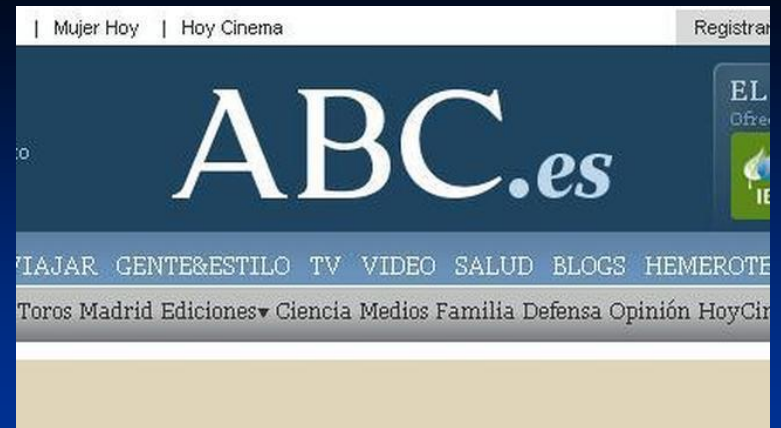 | Mujer Hoy | Hoy Cinema
ABC.es
EL
GENTE&ESTILO TV VIDEO SALUD BLOGS
Toros Madrid Ediciones▾ Ciencia Medios Familia Defensa Opinión